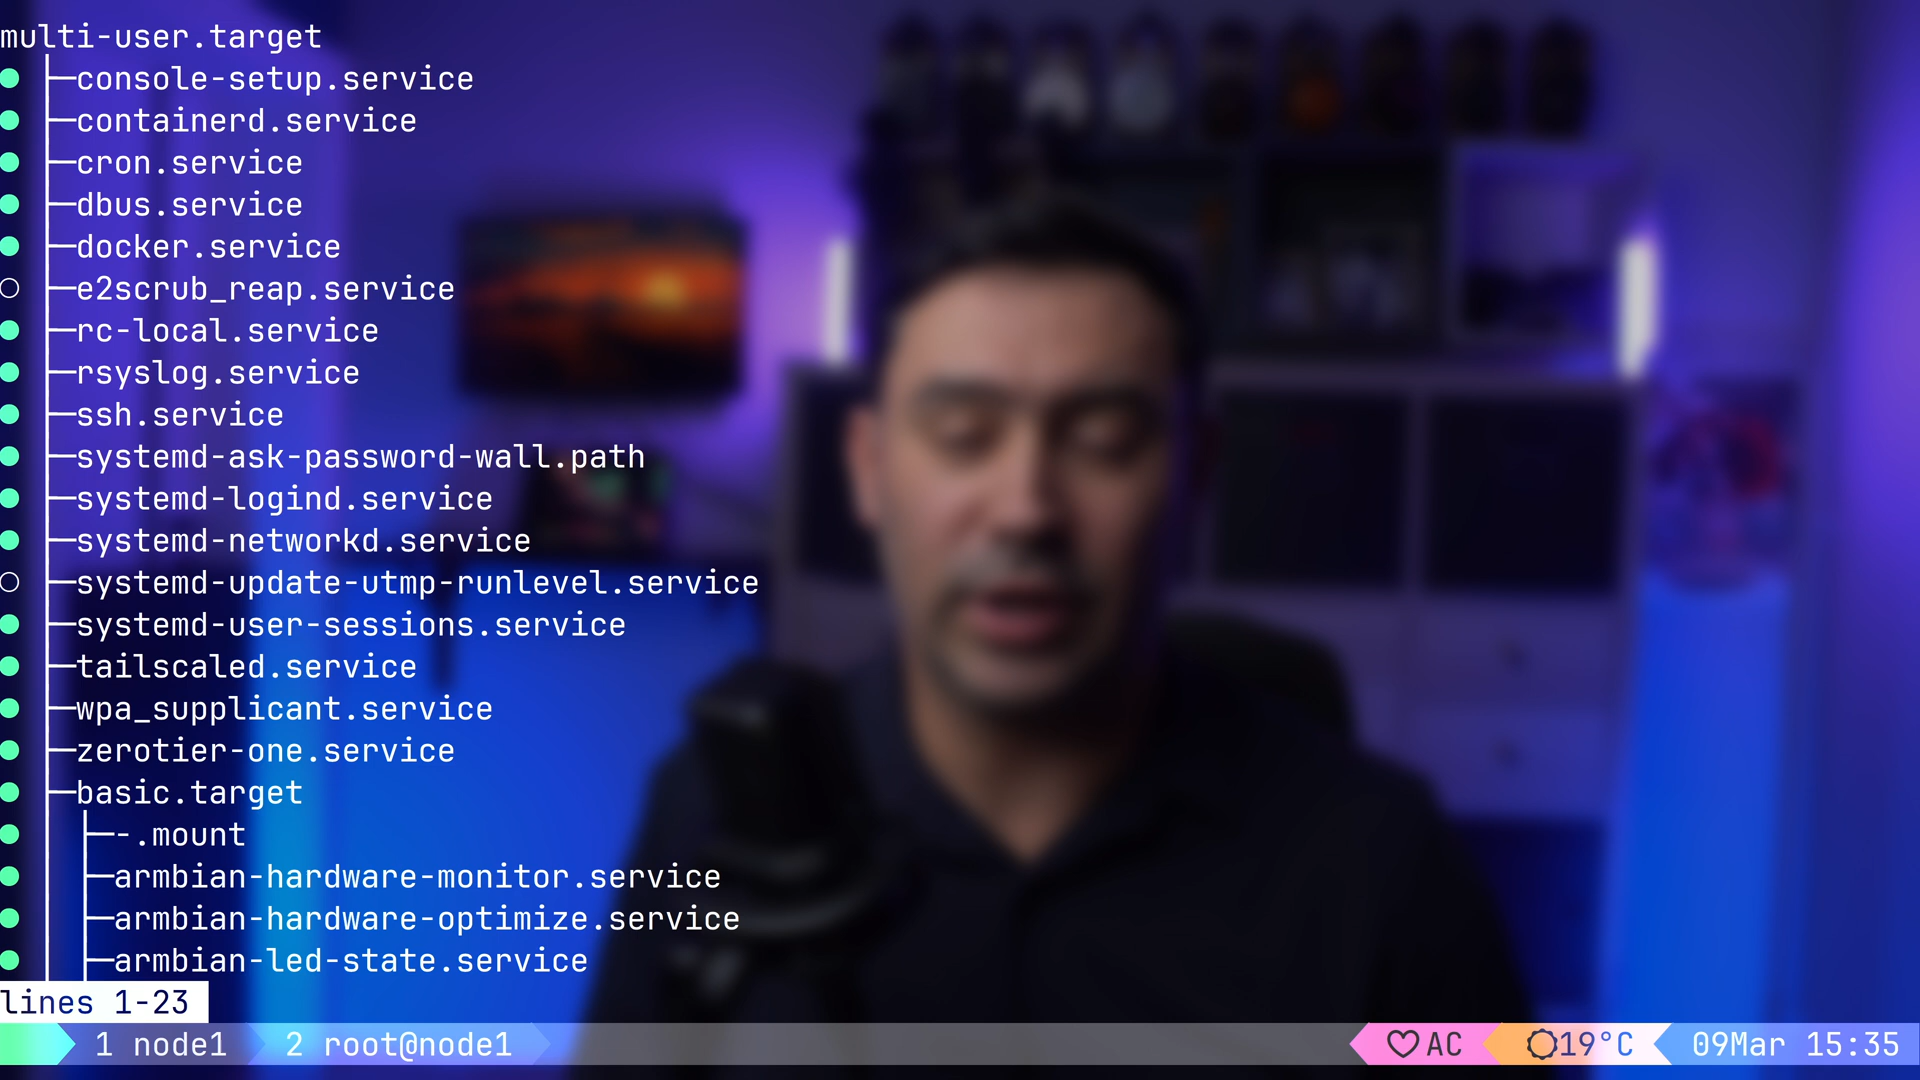 multi-user.target
● ├─console-setup.service
● ├─containerd.service
● ├─cron.service
● ├─dbus.service
● ├─docker.service
○ ├─e2scrub_reap.service
● ├─rc-local.service
● ├─rsyslog.service
● ├─ssh.service
● ├─systemd-ask-password-wall.path
● ├─systemd-logind.service
● ├─systemd-networkd.service
○ ├─systemd-update-utmp-runlevel.service
● ├─systemd-user-sessions.service
● ├─tailscaled.service
● ├─wpa_supplicant.service
● ├─zerotier-one.service
● ├─basic.target
● │ ├─-.mount
● │ ├─armbian-hardware-monitor.service
● │ ├─armbian-hardware-optimize.service
● │ ├─armbian-led-state.service
lines 1-23
1 node1 2 root@node1 ♡ AC 19°C 09Mar 15:35